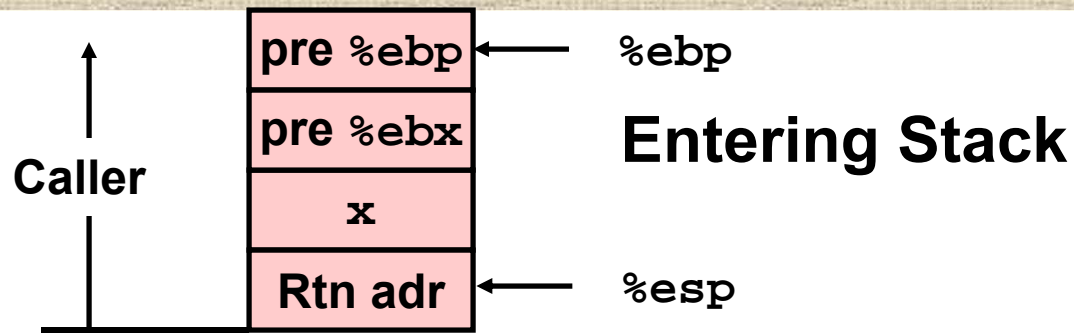 pre %ebp %ebp
pre %ebx Entering Stack
Caller
x
Rtn adr %esp